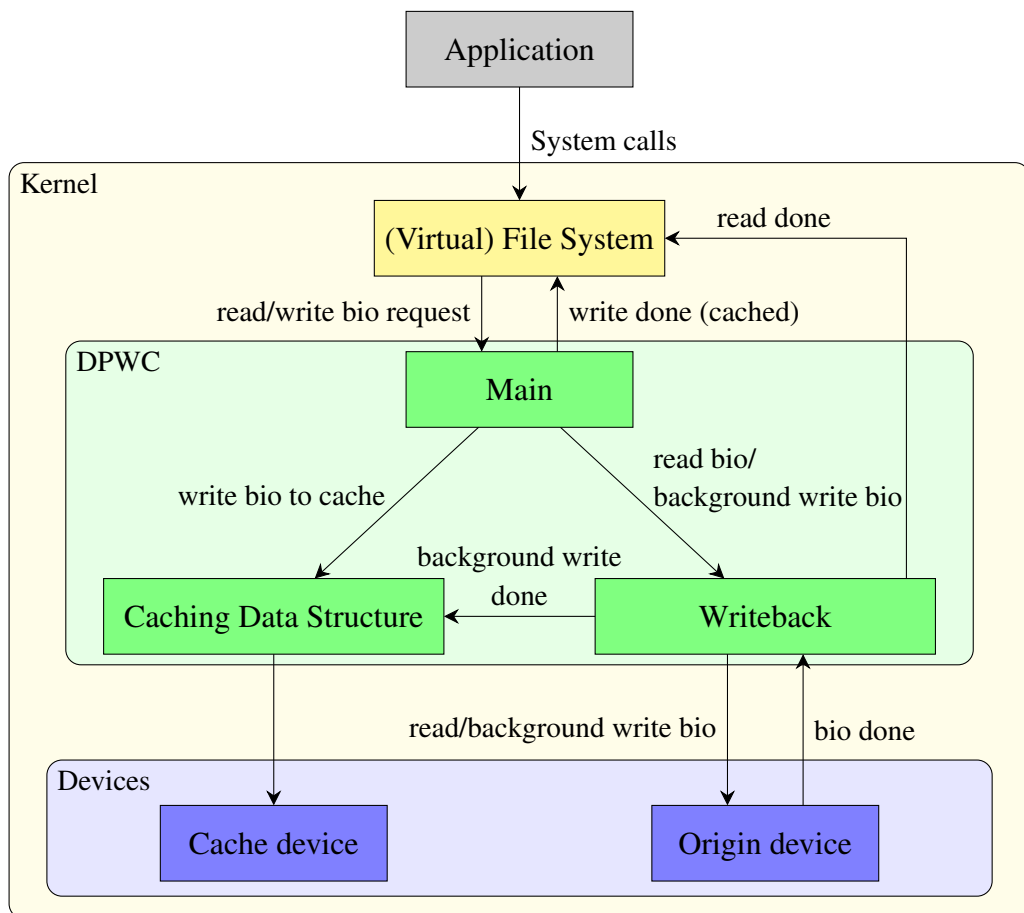 Application
System calls
Kernel
(Virtual) File System
read done
read/write bio request
write done (cached)
DPWC
Main
read bio/
background write bio
write bio to cache
background write
done
Caching Data Structure
Writeback
read/background write bio
bio done
Devices
Cache device
Origin device